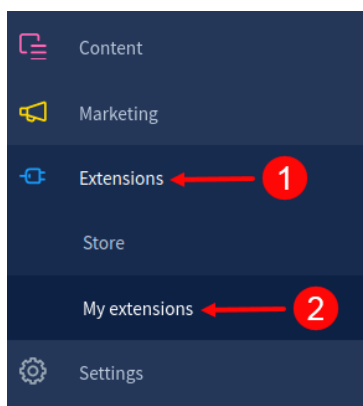 Content
Marketing
Extensions 1
Store
My extensions 2
Settings